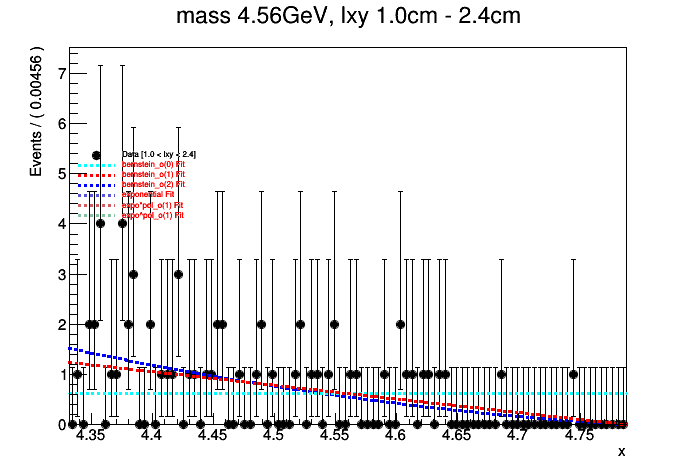 mass 4.56GeV, lxy 1.0cm - 2.4cm
Events / ( 0.00456 )
7
6
5
4
3
2
1
0
Data [1.0 < lxy < 2.4]
bernstein_o(0) Fit
bernstein_o(1) Fit
bernstein_o(2) Fit
exponential Fit
expo*pol_o(1) Fit
expo^pol_o(1) Fit
4.35 4.4 4.45 4.5 4.55 4.6 4.65 4.7 4.75
x